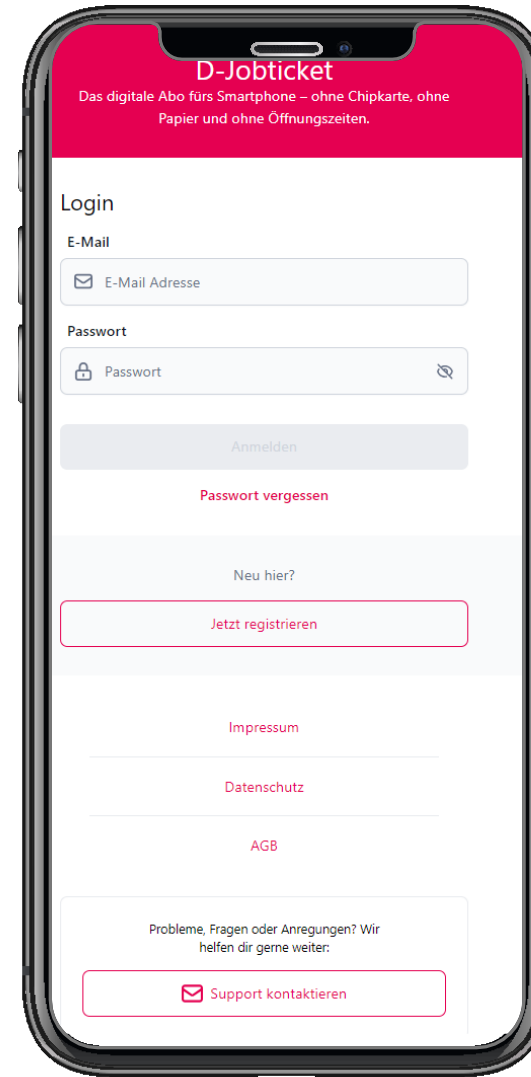 D-Jobticket
Das digitale Abo fürs Smartphone – ohne Chipkarte, ohne
Papier und ohne Öffnungszeiten.
Login
E-Mail
E-Mail Adresse
Passwort
Passwort
Anmelden
Passwort vergessen
Neu hier?
Jetzt registrieren
Impressum
Datenschutz
AGB
Probleme, Fragen oder Anregungen? Wir
helfen dir gerne weiter:
Support kontaktieren